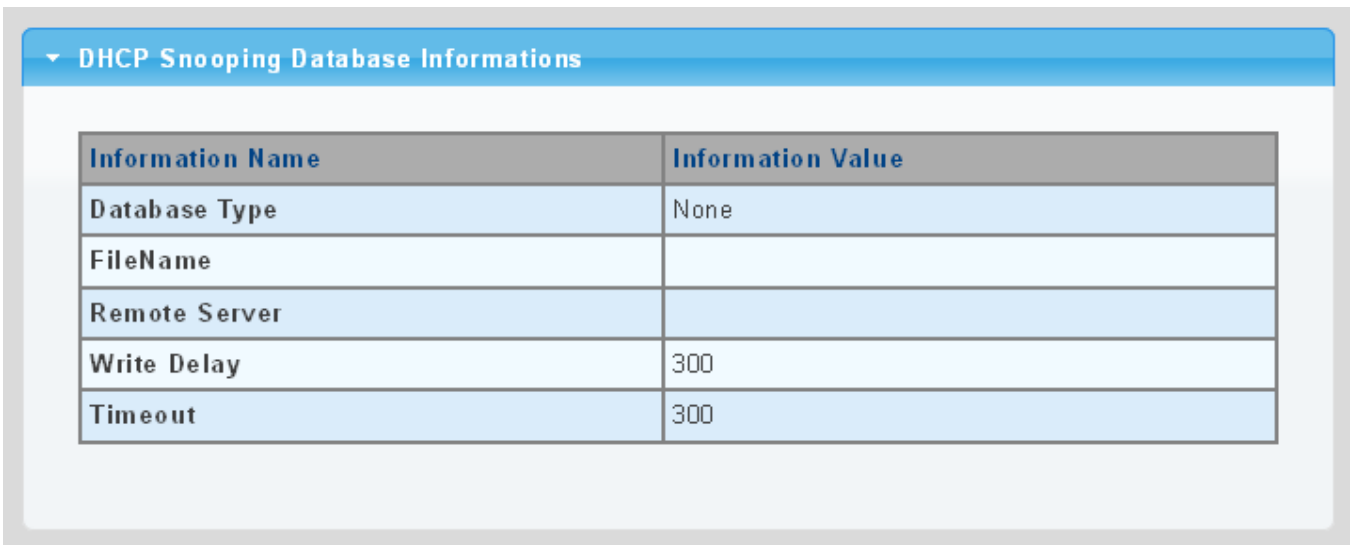 DHCP Snooping Database Informations
Information Name Information Value
Database Type None
FileName
Remote Server
Write Delay 300
Timeout 300